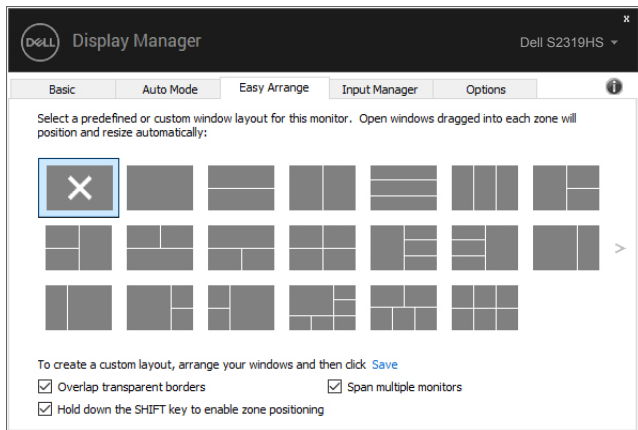 x
DELL Display Manager
Dell S2319HS
Basic Auto Mode Easy Arrange Input Manager Options
Select a predefined or custom window layout for this monitor. Open windows dragged into each zone will
position and resize automatically:
To create a custom layout, arrange your windows and then click Save
Overlap transparent borders Span multiple monitors
Hold down the SHIFT key to enable zone positioning